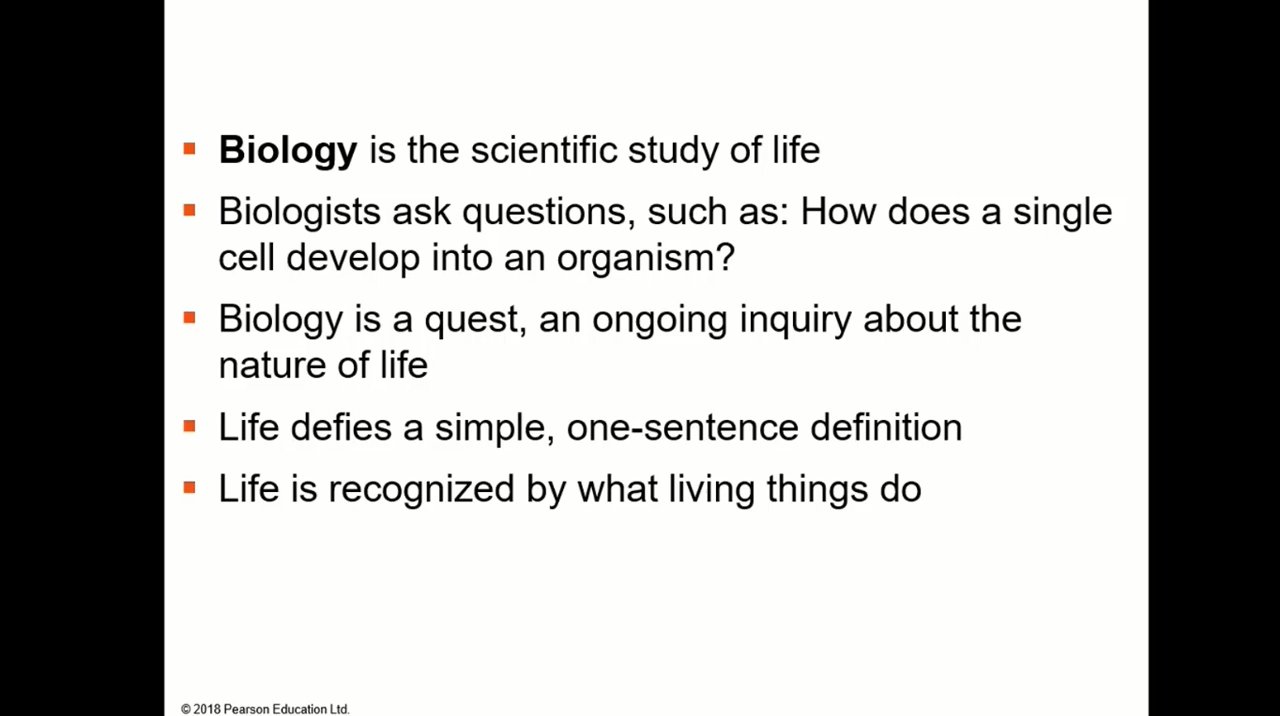 Biology is the scientific study of life
Biologists ask questions, such as: How does a single
cell develop into an organism?
Biology is a quest, an ongoing inquiry about the
nature of life
Life defies a simple, one-sentence definition
Life is recognized by what living things do
© 2018 Pearson Education Ltd.